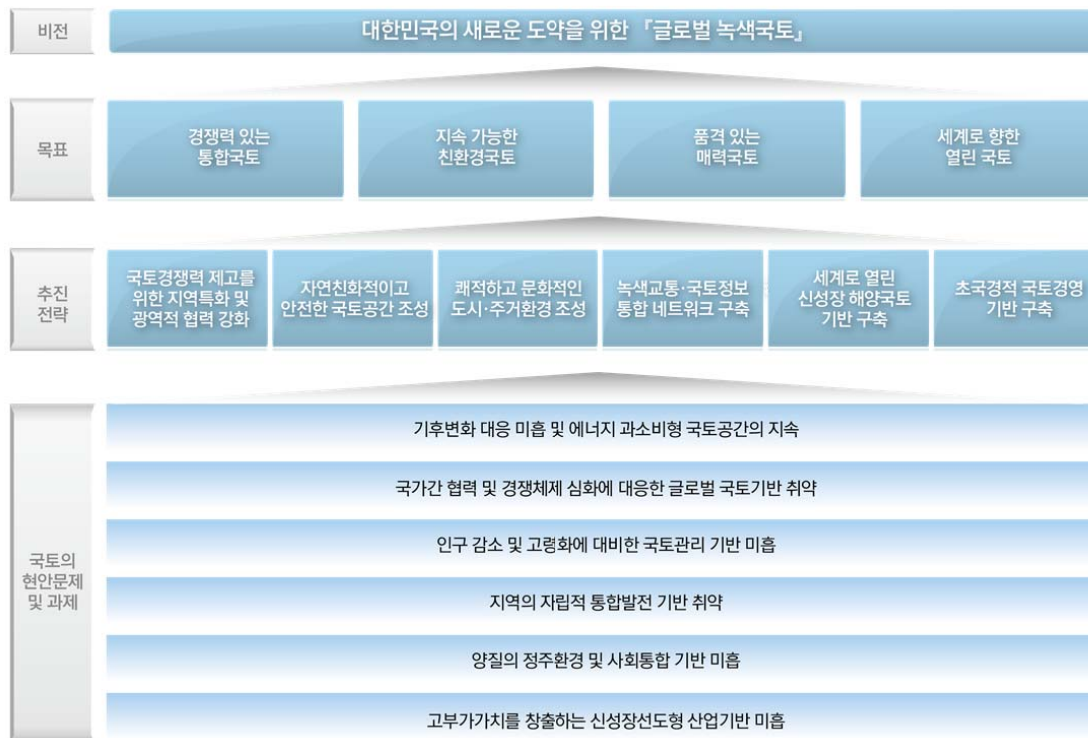 비전
대한민국의 새로운 도약을 위한 『글로벌 녹색국토』
목표
경쟁력 있는
통합국토
지속 가능한
친환경국토
품격 있는
매력국토
세계로 향한
열린 국토
추진
전략
국토경쟁력 제고를
위한 지역특화 및
광역적 협력 강화
자연친화적이고
안전한 국토공간 조성
쾌적하고 문화적인
도시·주거환경 조성
녹색교통·국토정보
통합 네트워크 구축
세계로 열린
신성장 해양국토
기반 구축
초국경적 국토경영
기반 구축
국토의
현안문제
및 과제
기후변화 대응 미흡 및 에너지 과소비형 국토공간의 지속
국가간 협력 및 경쟁체제 심화에 대응한 글로벌 국토기반 취약
인구 감소 및 고령화에 대비한 국토관리 기반 미흡
지역의 자립적 통합발전 기반 취약
양질의 정주환경 및 사회통합 기반 미흡
고부가가치를 창출하는 신성장선도형 산업기반 미흡